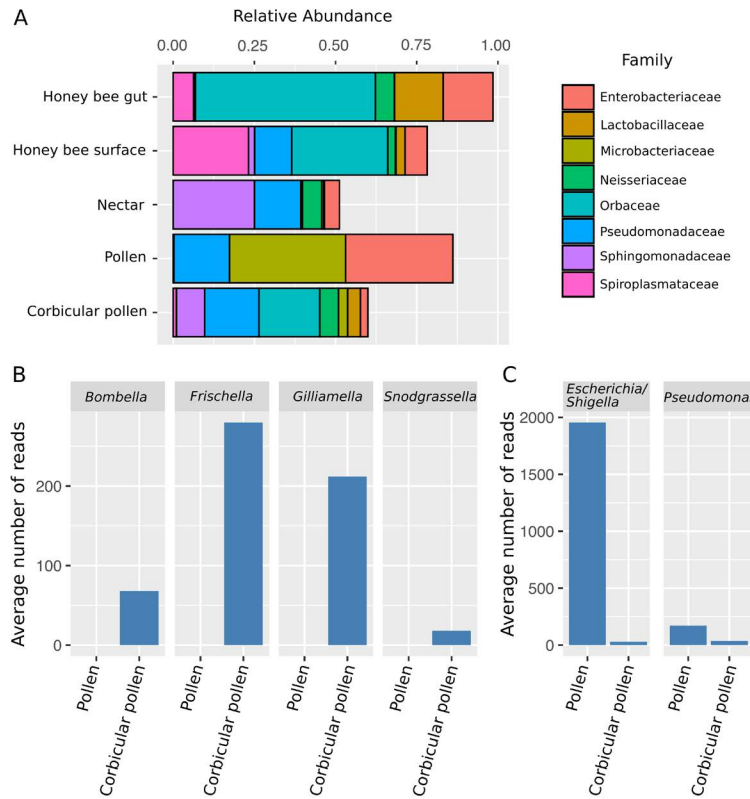 A
Relative Abundance
0.00 0.25 0.50 0.75 1.00
Honey bee gut
Honey bee surface
Nectar
Pollen
Corbicular pollen
Family
Enterobacteriaceae
Lactobacillaceae
Microbacteriaceae
Neisseriaceae
Orbaceae
Pseudomonadaceae
Sphingomonadaceae
Spiroplasmataceae
B
Average number of reads
200
100
0
Bombella Frischella Gilliamella Snodgrassella
Pollen Corbicular pollen Pollen Corbicular pollen Pollen Corbicular pollen Pollen Corbicular pollen
C
Average number of reads
2000
1500
1000
500
0
Escherichia/
Shigella
Pseudomonas
Pollen Corbicular pollen Pollen Corbicular pollen